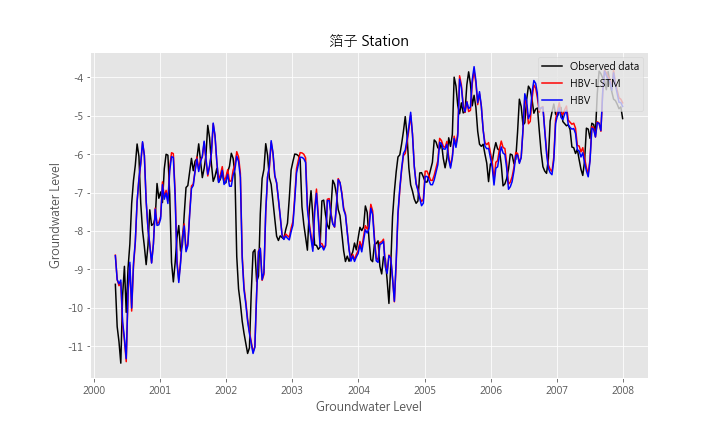 箔子 Station
Observed data
HBV-LSTM
HBV
Groundwater Level
-4
-5
-6
-7
-8
-9
-10
-11
2000 2001 2002 2003 2004 2005 2006 2007 2008
Groundwater Level